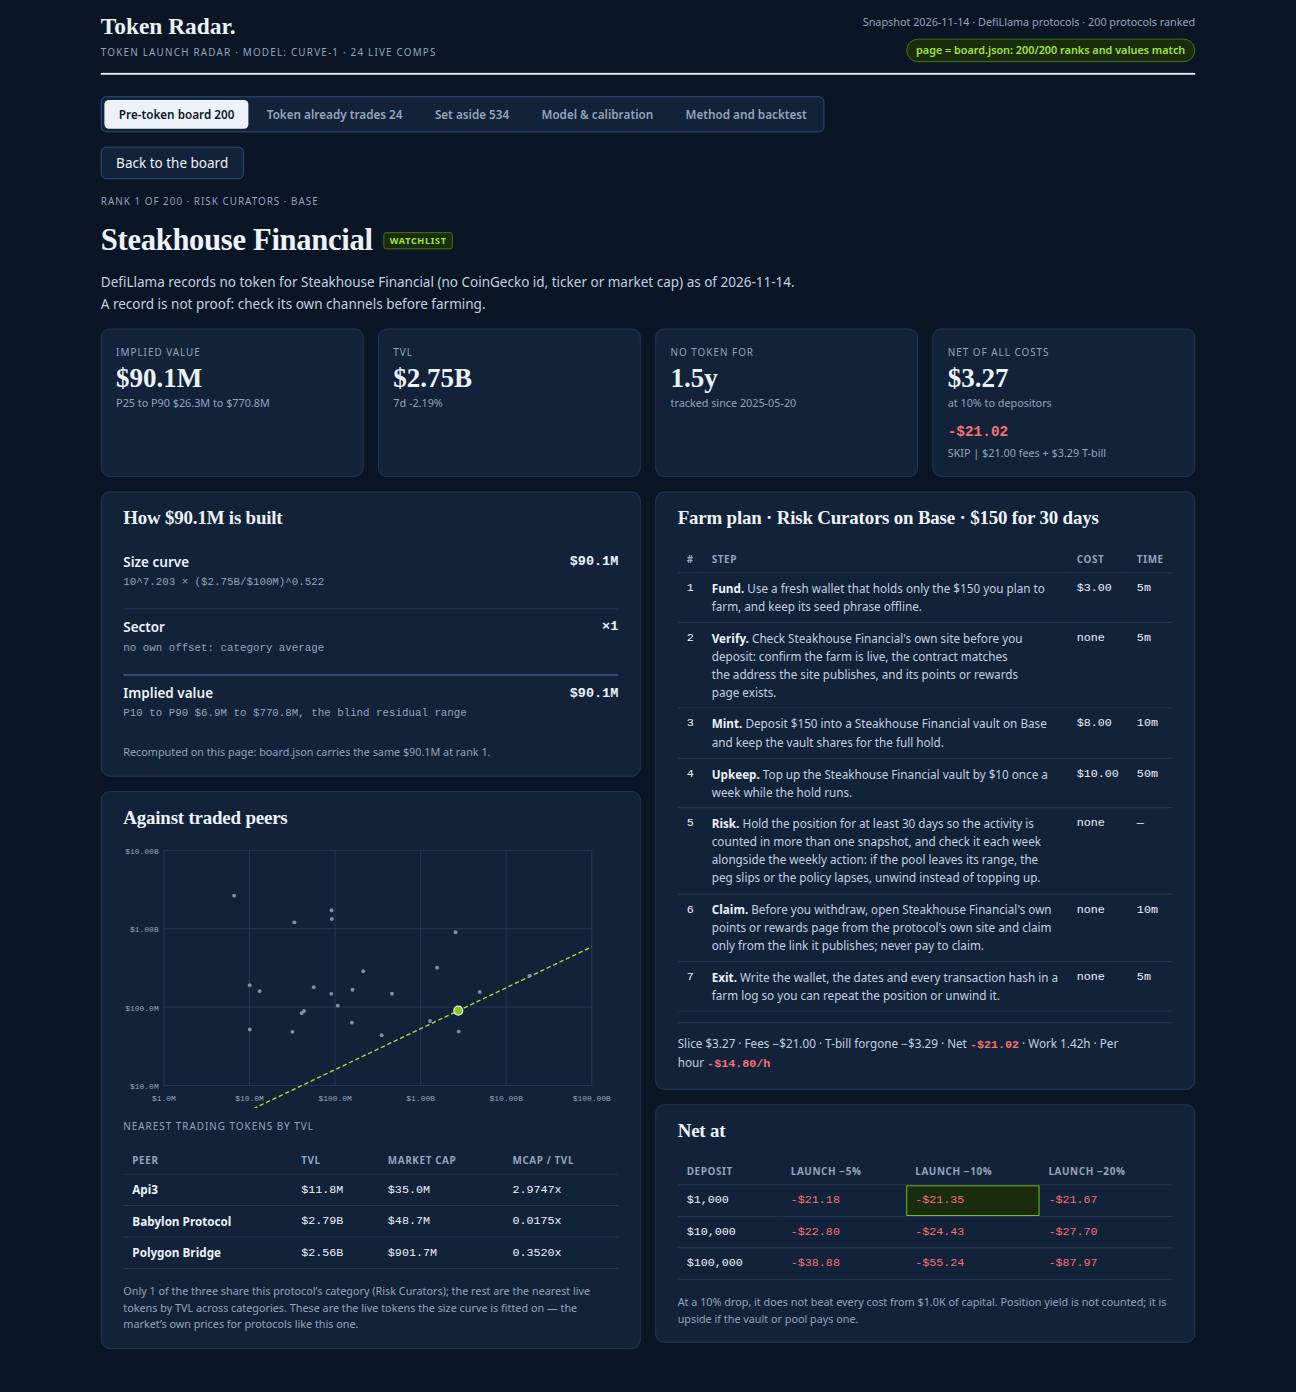 Token Radar.
TOKEN LAUNCH RADAR · MODEL: CURVE-1 · 24 LIVE COMPS
Snapshot 2026-11-14 · DefiLlama protocols · 200 protocols ranked
page = board.json: 200/200 ranks and values match
Pre-token board 200
Token already trades 24
Set aside 534
Model & calibration
Method and backtest
Back to the board
RANK 1 OF 200 · RISK CURATORS · BASE
Steakhouse Financial WATCHLIST
DefiLlama records no token for Steakhouse Financial (no CoinGecko id, ticker or market cap) as of 2026-11-14.
A record is not proof: check its own channels before farming.
IMPLIED VALUE
$90.1M
P25 to P90 $26.3M to $770.8M
TVL
$2.75B
7d -2.19%
NO TOKEN FOR
1.5y
tracked since 2025-05-20
NET OF ALL COSTS
$3.27
at 10% to depositors
-$21.02
SKIP | $21.00 fees + $3.29 T-bill
How $90.1M is built
Size curve $90.1M
10^7.203 × ($2.75B/$100M)^0.522
Sector ×1
no own offset: category average
Implied value $90.1M
P10 to P90 $6.9M to $770.8M, the blind residual range
Recomputed on this page: board.json carries the same $90.1M at rank 1.
Against traded peers
$10.00B
$1.00B
$100.0M
$10.0M
$1.0M $10.0M $100.0M $1.00B $10.00B $100.00B
NEAREST TRADING TOKENS BY TVL
PEER TVL MARKET CAP MCAP / TVL
Api3 $11.8M $35.0M 2.9747x
Babylon Protocol $2.79B $48.7M 0.0175x
Polygon Bridge $2.56B $901.7M 0.3520x
Only 1 of the three share this protocol's category (Risk Curators); the rest are the nearest live
tokens by TVL across categories. These are the live tokens the size curve is fitted on — the
market's own prices for protocols like this one.
Farm plan · Risk Curators on Base · $150 for 30 days
# STEP COST TIME
1 Fund. Use a fresh wallet that holds only the $150 you plan to $3.00 5m
farm, and keep its seed phrase offline.
2 Verify. Check Steakhouse Financial's own site before you none 5m
deposit: confirm the farm is live, the contract matches
the address the site publishes, and its points or rewards
page exists.
3 Mint. Deposit $150 into a Steakhouse Financial vault on Base $8.00 10m
and keep the vault shares for the full hold.
4 Upkeep. Top up the Steakhouse Financial vault by $10 once a $10.00 50m
week while the hold runs.
5 Risk. Hold the position for at least 30 days so the activity is none —
counted in more than one snapshot, and check it each week
alongside the weekly action: if the pool leaves its range, the
peg slips or the policy lapses, unwind instead of topping up.
6 Claim. Before you withdraw, open Steakhouse Financial's own none 10m
points or rewards page from the protocol's own site and claim
only from the link it publishes; never pay to claim.
7 Exit. Write the wallet, the dates and every transaction hash in a none 5m
farm log so you can repeat the position or unwind it.
Slice $3.27 · Fees −$21.00 · T-bill forgone −$3.29 · Net -$21.02 · Work 1.42h · Per
hour -$14.80/h
Net at
DEPOSIT LAUNCH −5% LAUNCH −10% LAUNCH −20%
$1,000 -$21.18 -$21.35 -$21.67
$10,000 -$22.80 -$24.43 -$27.70
$100,000 -$38.88 -$55.24 -$87.97
At a 10% drop, it does not beat every cost from $1.0K of capital. Position yield is not counted; it is
upside if the vault or pool pays one.